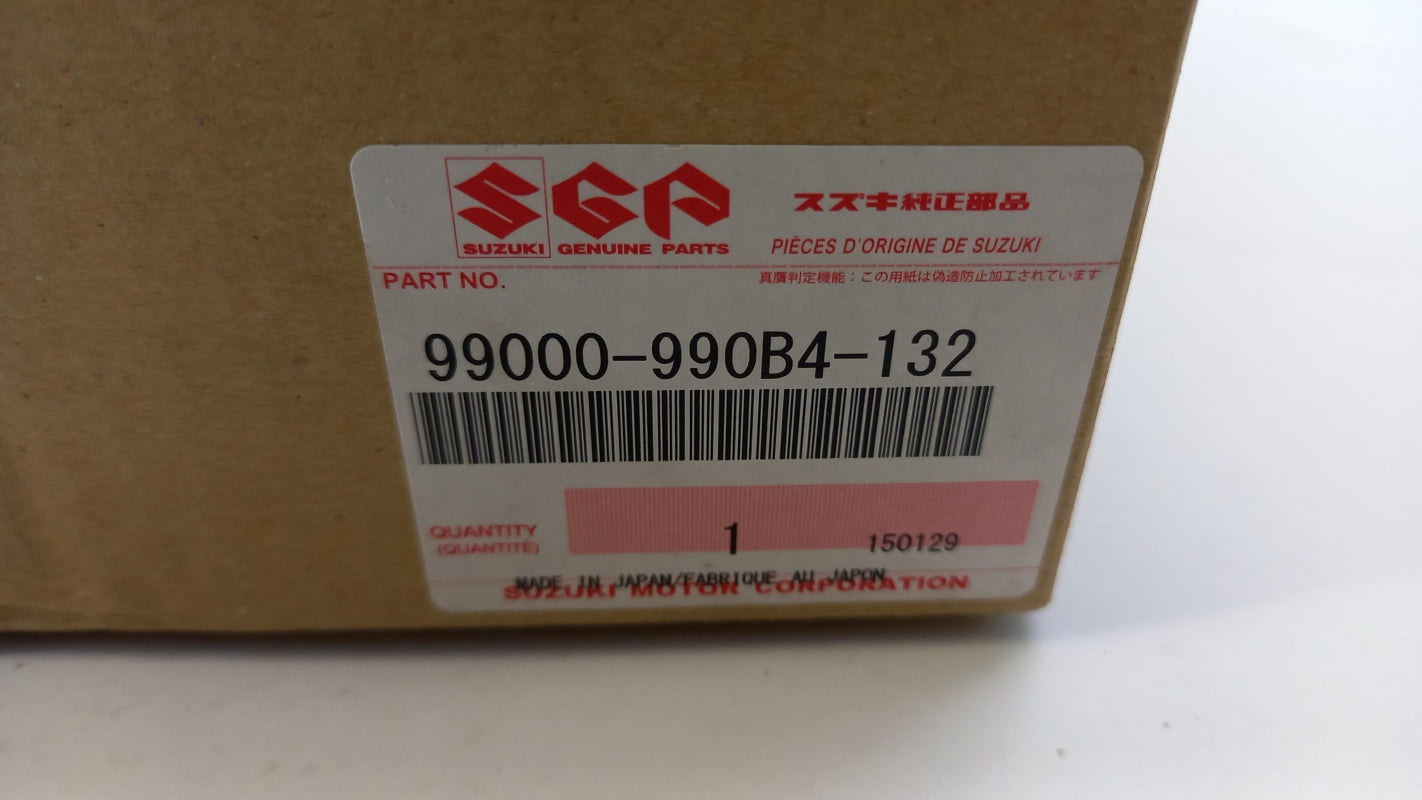 SGP
SUZUKI GENUINE PARTS
スズキ純正部品
PIÈCES D'ORIGINE DE SUZUKI
PART NO.
真贋判定機能：この用紙は偽造防止加工されています
99000-990B4-132
QUANTITY
(QUANTITÉ)
1
150129
MADE IN JAPAN/FABRIQUE AU JAPON
SUZUKI MOTOR CORPORATION